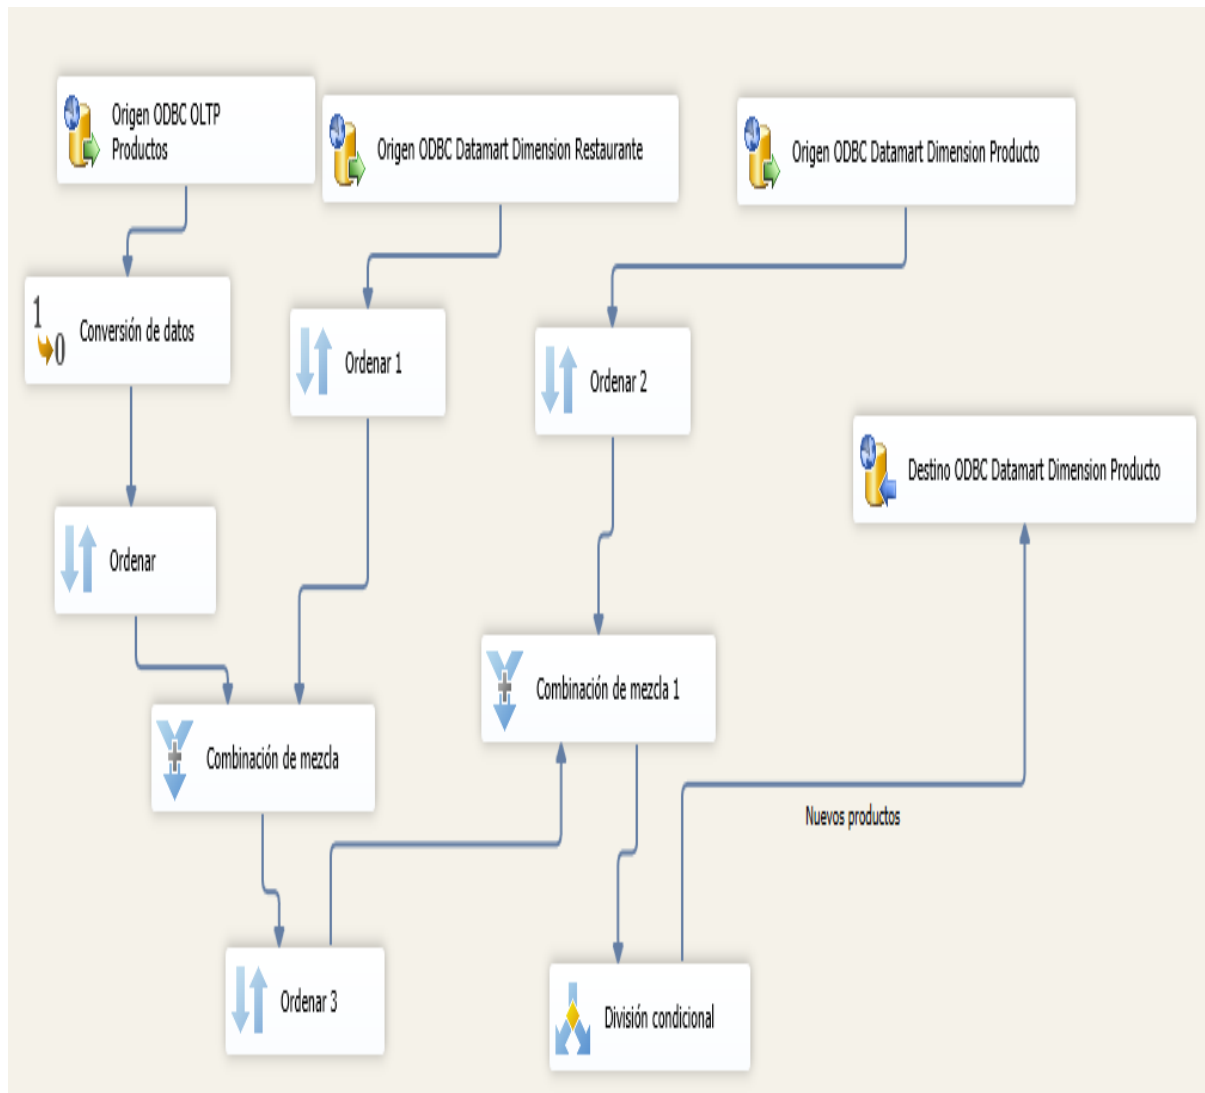 Origen ODBC OLTP
Productos
Origen ODBC Datamart Dimension Restaurante
Origen ODBC Datamart Dimension Producto
1
0
Conversión de datos
Ordenar 1
Ordenar 2
Destino ODBC Datamart Dimension Producto
Ordenar
Combinación de mezcla 1
Combinación de mezcla
Nuevos productos
Ordenar 3
División condicional